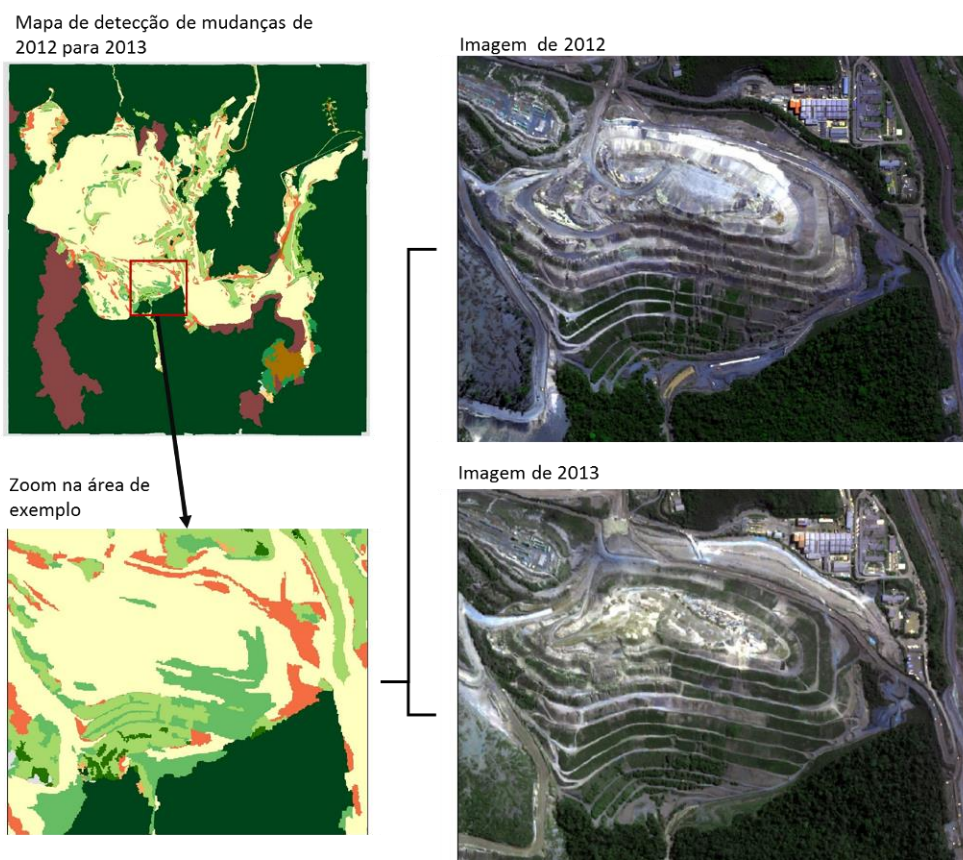 Mapa de detecção de mudanças de
2012 para 2013
Imagem de 2012
Zoom na área de
exemplo
Imagem de 2013